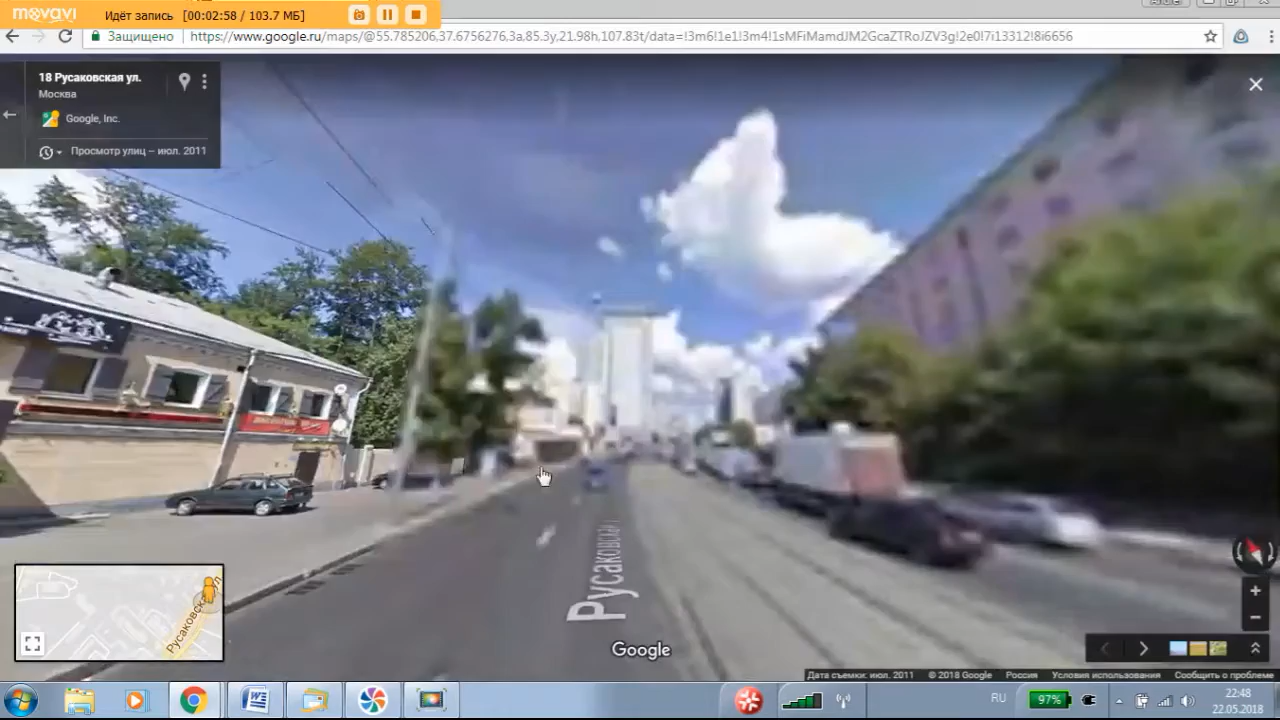 movavi
Идёт запись [00:02:58 / 103.7 МБ]
Защищено https://www.google.ru/maps/@55.785206,37.6756276,3a,85.3y,21.98h,107.83t/data=!3m6!1e1!3m4!1sMFiMamdJM2GcaZTRoJZV3g!2e0!7i13312!8i6656
18 Русаковская ул.
Москва
Google, Inc.
Просмотр улиц – июл. 2011
Русаковская
Русаковская ул
Google
Дата съемки: июл. 2011 © 2018 Google Россия Условия использования Сообщить о проблеме
RU 97% 22:48
22.05.2018